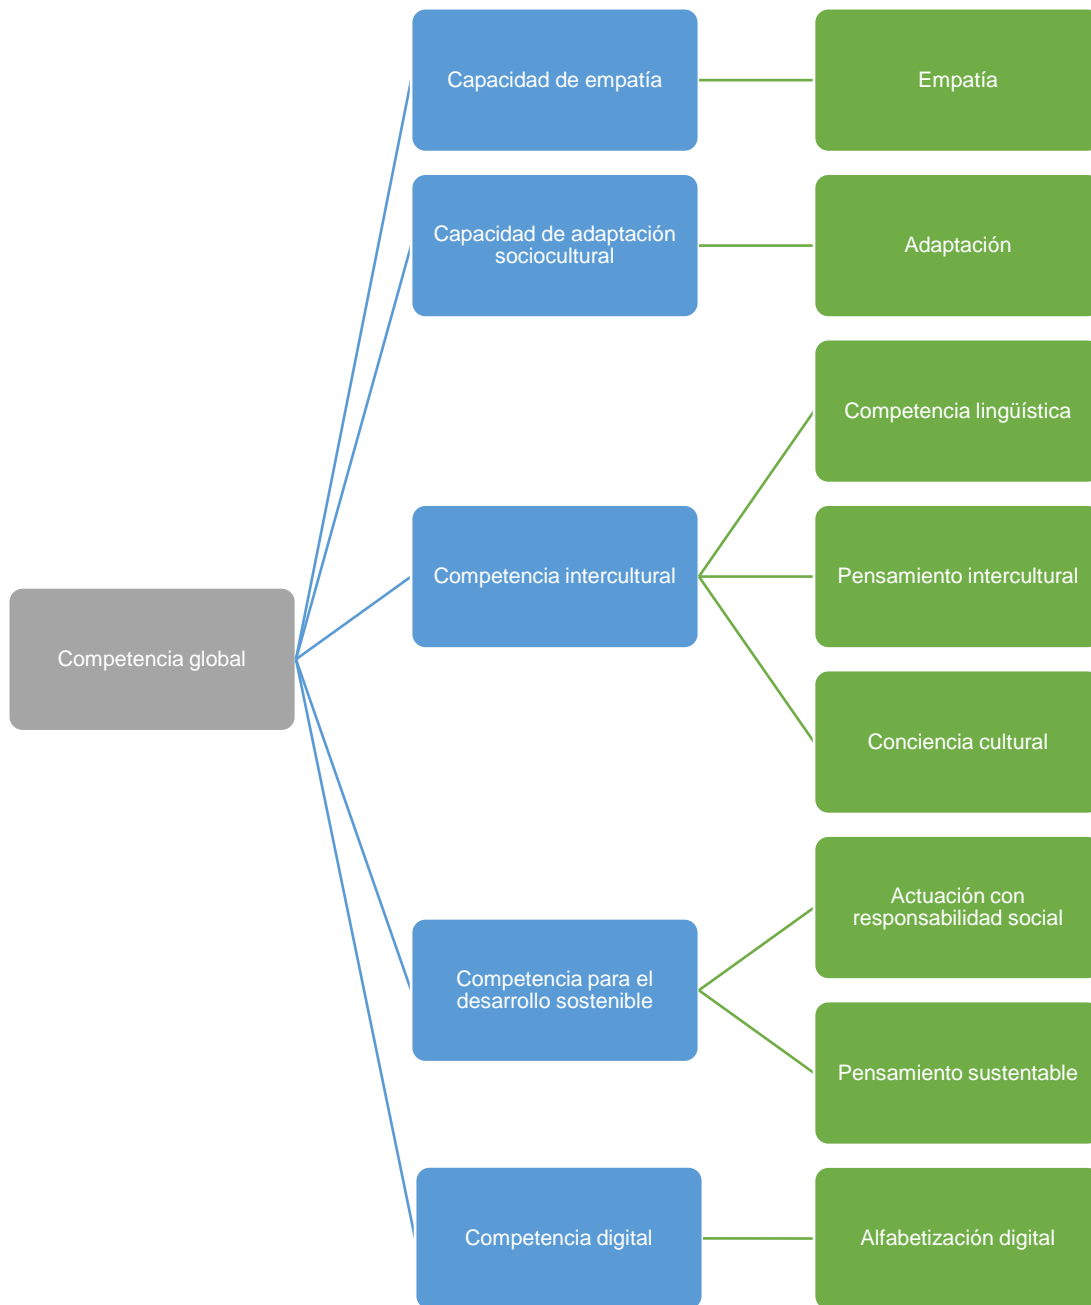 Capacidad de empatía
Empatía
Capacidad de adaptación
sociocultural
Adaptación
Competencia lingüística
Competencia intercultural
Pensamiento intercultural
Competencia global
Conciencia cultural
Actuación con
responsabilidad social
Competencia para el
desarrollo sostenible
Pensamiento sustentable
Competencia digital
Alfabetización digital